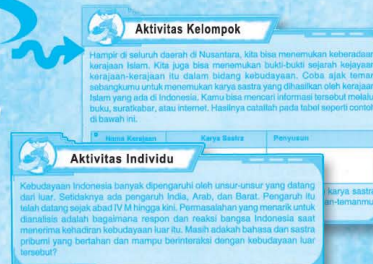 Aktivitas Kelompok
Hampir di seluruh daerah di Nusantara, kita bisa menemukan keberadaan
kerajaan Islam. Kita juga bisa menemukan bukti-bukti sejarah kejayaan
kerajaan-kerajaan itu dalam bidang kebudayaan. Coba ajak teman
sebangkumu untuk menemukan karya sastra yang dihasilkan oleh kerajaan
Islam yang ada di Indonesia. Kamu bisa mencari informasi tersebut melalui
buku, suratkabar, atau internet. Hasilnya catatlah pada tabel seperti contoh
di bawah ini.
Nama Kerajaan Karya Sastra Penyusun
karya sastra
an-temanmu
Aktivitas Individu
Kebudayaan Indonesia banyak dipengaruhi oleh unsur-unsur yang datang
dari luar. Setidaknya ada pengaruh India, Arab, dan Barat. Pengaruh itu
telah datang sejak abad IV M hingga kini. Permasalahan yang menarik untuk
dianalisis adalah bagaimana respon dan reaksi bangsa Indonesia saat
menerima kehadiran kebudayaan luar itu. Masih adakah bahasa dan sastra
pribumi yang bertahan dan mampu berinteraksi dengan kebudayaan luar
tersebut?